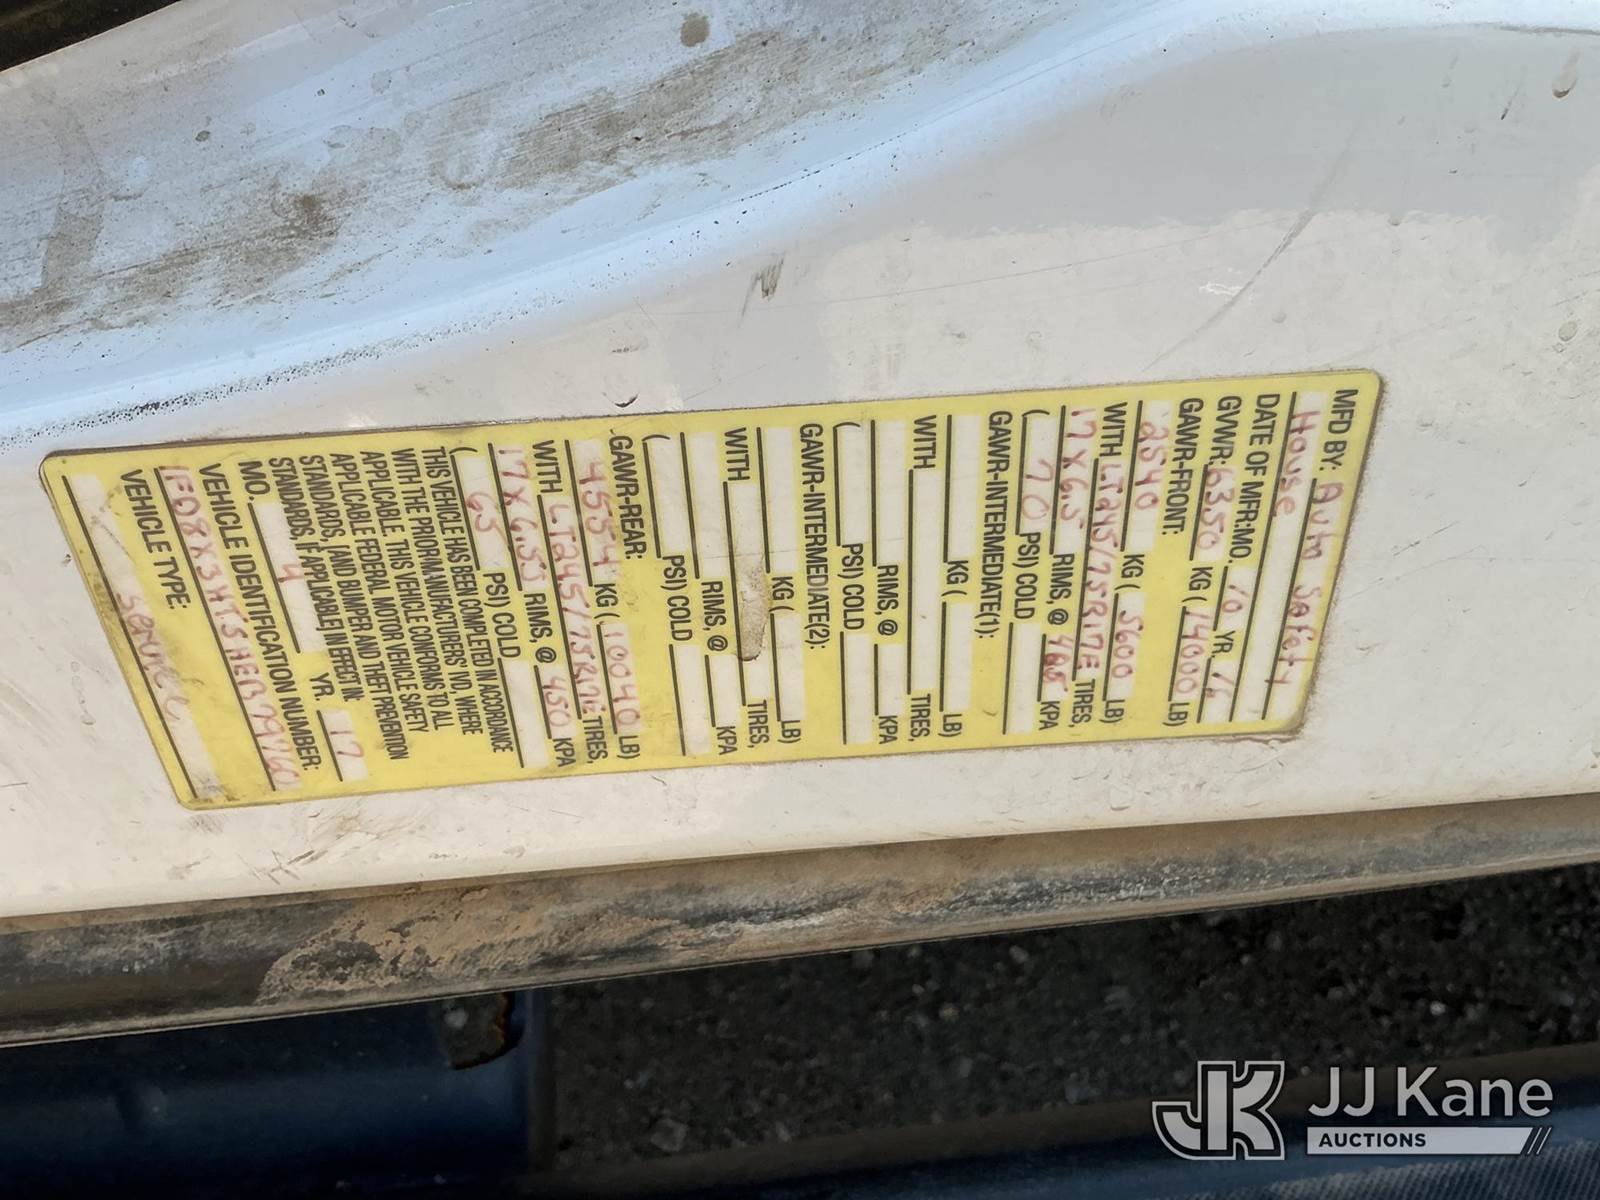 MFD BY: Auto Safety
House
DATE OF MFR:MO. 10 YR. 16
GVWR: 6350 KG ( 14000 LB)
GAWR-FRONT:
2540 KG ( 5600 LB)
WITH LT245/75R17E TIRES,
17X6.5 RIMS, @ 485 KPA
( 70 PSI) COLD
GAWR-INTERMEDIATE(1):
KG ( LB)
WITH TIRES,
RIMS, @ KPA
( PSI) COLD
GAWR-INTERMEDIATE(2):
KG ( LB)
WITH TIRES,
RIMS, @ KPA
( PSI) COLD
GAWR-REAR:
4554 KG ( 10040 LB)
WITH LT245/75R17E TIRES,
17X6.5J RIMS, @ 450 KPA
( 65 PSI) COLD
THIS VEHICLE HAS BEEN COMPLETED IN ACCORDANCE
WITH THE PRIOR MANUFACTURERS' IVD, WHERE
APPLICABLE. THIS VEHICLE CONFORMS TO ALL
APPLICABLE FEDERAL MOTOR VEHICLE SAFETY
STANDARDS, [AND BUMPER AND THEFT PREVENTION
STANDARDS, IF APPLICABLE] IN EFFECT IN:
MO. 4 YR. 17
VEHICLE IDENTIFICATION NUMBER:
VEHICLE TYPE:
service
JJ Kane
AUCTIONS